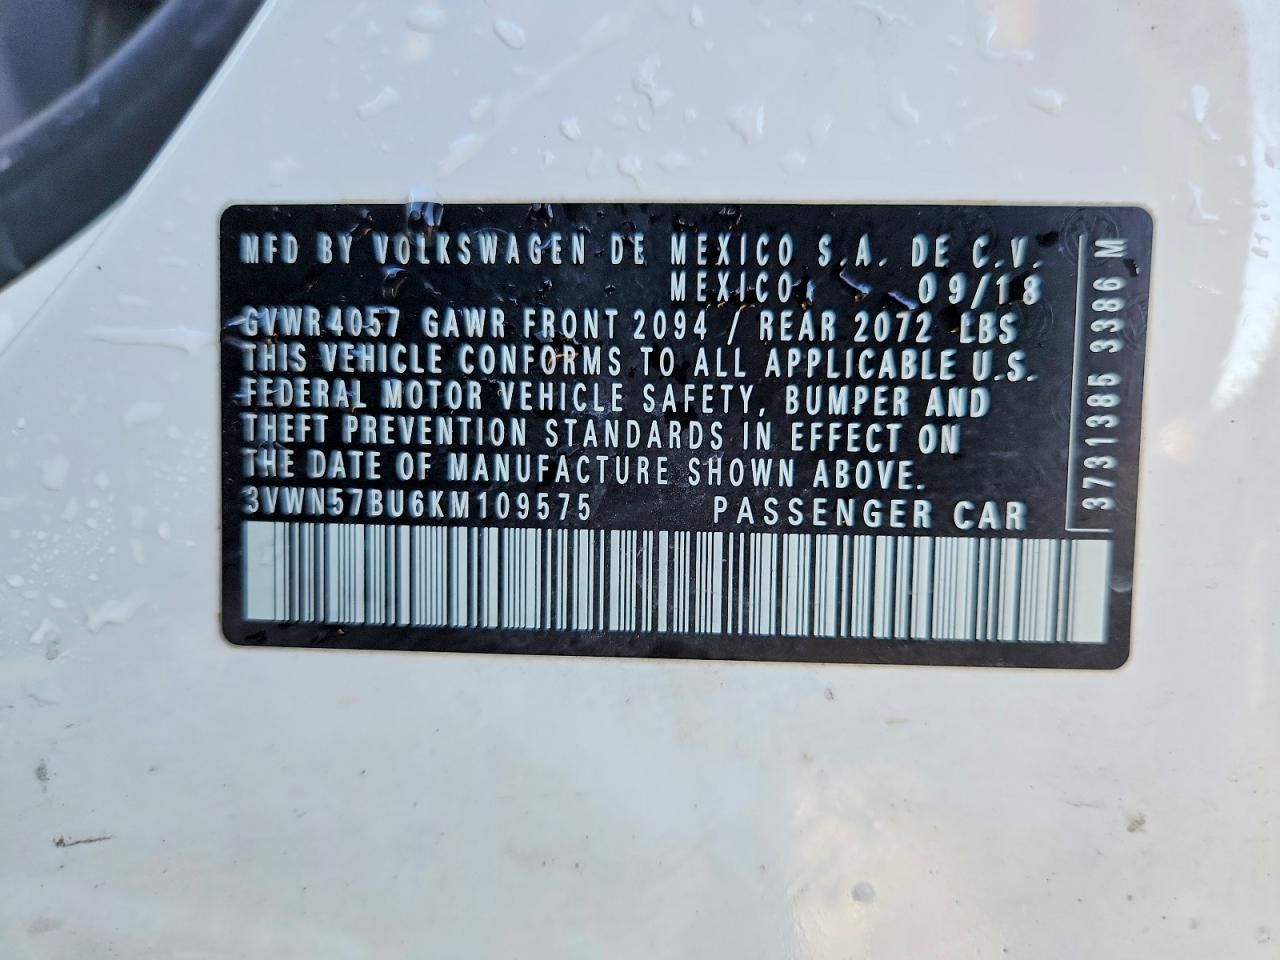 MFD BY VOLKSWAGEN DE MEXICO S.A. DE C.V.
MEXICO 09/18
GVWR4057 GAWR FRONT 2094 / REAR 2072 LBS
THIS VEHICLE CONFORMS TO ALL APPLICABLE U.S.
FEDERAL MOTOR VEHICLE SAFETY, BUMPER AND
THEFT PREVENTION STANDARDS IN EFFECT ON
THE DATE OF MANUFACTURE SHOWN ABOVE.
3VWN57BU6KM109575 PASSENGER CAR
3731385 3386 M